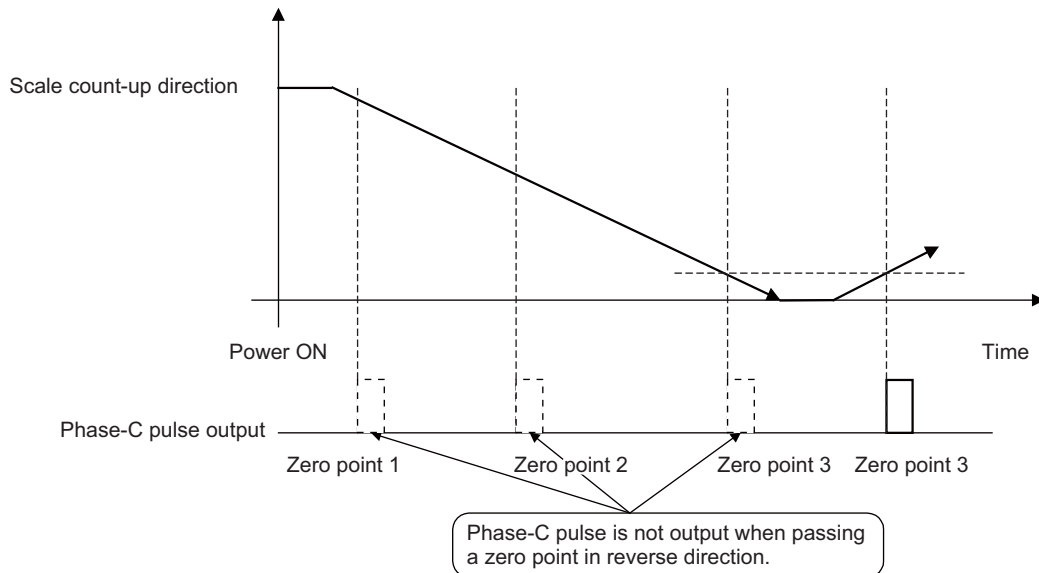 Scale count-up direction
Power ON
Time
Phase-C pulse output
Zero point 1
Zero point 2
Zero point 3
Zero point 3
Phase-C pulse is not output when passing
a zero point in reverse direction.